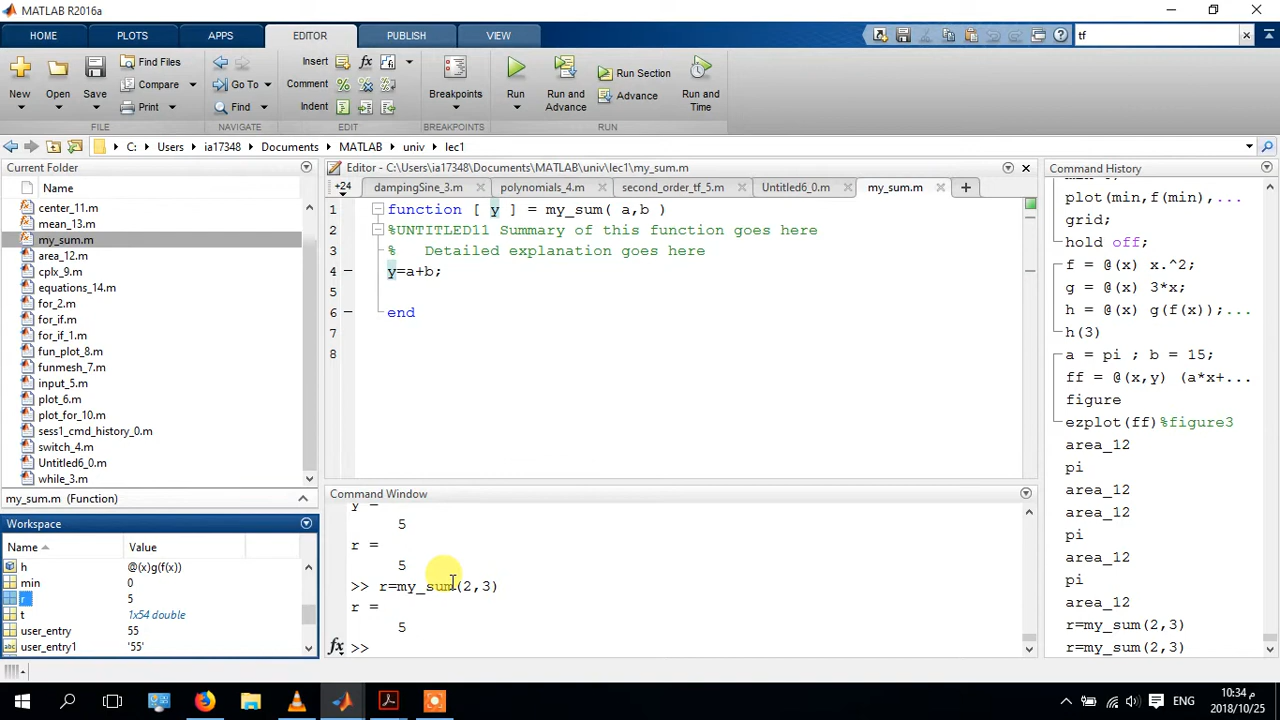 MATLAB R2016a
HOME PLOTS APPS EDITOR PUBLISH VIEW tf
Find Files Insert fx Run Section
Compare Go To Comment
New Open Save Breakpoints Run Run and Advance Run and Time
Print Find Indent Advance
FILE NAVIGATE EDIT BREAKPOINTS RUN
C: Users ia17348 Documents MATLAB univ lec1
Current Folder
Name
center_11.m
mean_13.m
my_sum.m
area_12.m
cplx_9.m
equations_14.m
for_2.m
for_if.m
for_if_1.m
fun_plot_8.m
funmesh_7.m
input_5.m
plot_6.m
plot_for_10.m
sess1_cmd_history_0.m
switch_4.m
Untitled6_0.m
while_3.m
my_sum.m (Function)
Workspace
Name Value
h @(x)g(f(x))
min 0
r 5
t 1x54 double
user_entry 55
user_entry1 '55'
Editor - C:\Users\ia17348\Documents\MATLAB\univ\lec1\my_sum.m
+24 dampingSine_3.m polynomials_4.m second_order_tf_5.m Untitled6_0.m my_sum.m
1 function [ y ] = my_sum( a,b )
2 %UNTITLED11 Summary of this function goes here
3 % Detailed explanation goes here
4 y=a+b;
5
6 end
7
8
Command Window
y =
5
r =
5
>> r=my_sum(2,3)
r =
5
fx >>
Command History
plot(min,f(min),...
grid;
hold off;
f = @(x) x.^2;
g = @(x) 3*x;
h = @(x) g(f(x));...
h(3)
a = pi ; b = 15;
ff = @(x,y) (a*x+...
figure
ezplot(ff)%figure3
area_12
pi
area_12
area_12
pi
area_12
pi
area_12
r=my_sum(2,3)
r=my_sum(2,3)
ENG
10:34 م
2018/10/25